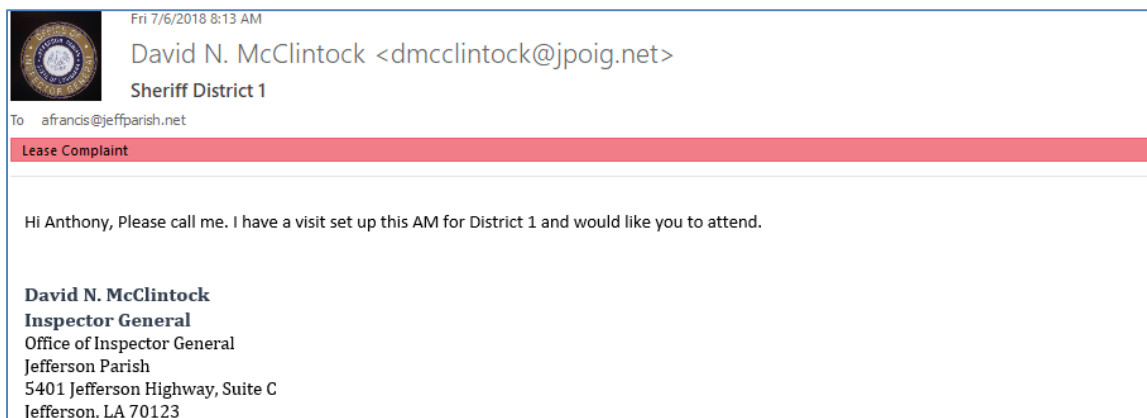 Fri 7/6/2018 8:13 AM
David N. McClintock <dmcclintock@jpoig.net>
Sheriff District 1
To afrancis@jeffparish.net
Lease Complaint
Hi Anthony, Please call me. I have a visit set up this AM for District 1 and would like you to attend.
David N. McClintock
Inspector General
Office of Inspector General
Jefferson Parish
5401 Jefferson Highway, Suite C
Jefferson, LA 70123